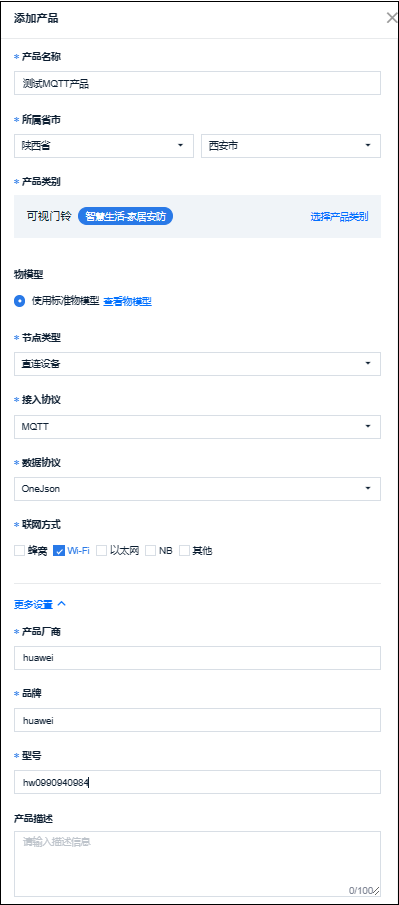 添加产品
* 产品名称
测试MQTT产品
* 所属省市
陕西省 西安市
* 产品类别
可视门铃 智慧生活-家居安防 选择产品类别
物模型
使用标准物模型 查看物模型
* 节点类型
直连设备
* 接入协议
MQTT
* 数据协议
OneJson
* 联网方式
蜂窝 Wi-Fi 以太网 NB 其他
更多设置
* 产品厂商
huawei
* 品牌
huawei
* 型号
hw0990940984
产品描述
请输入描述信息
0/100